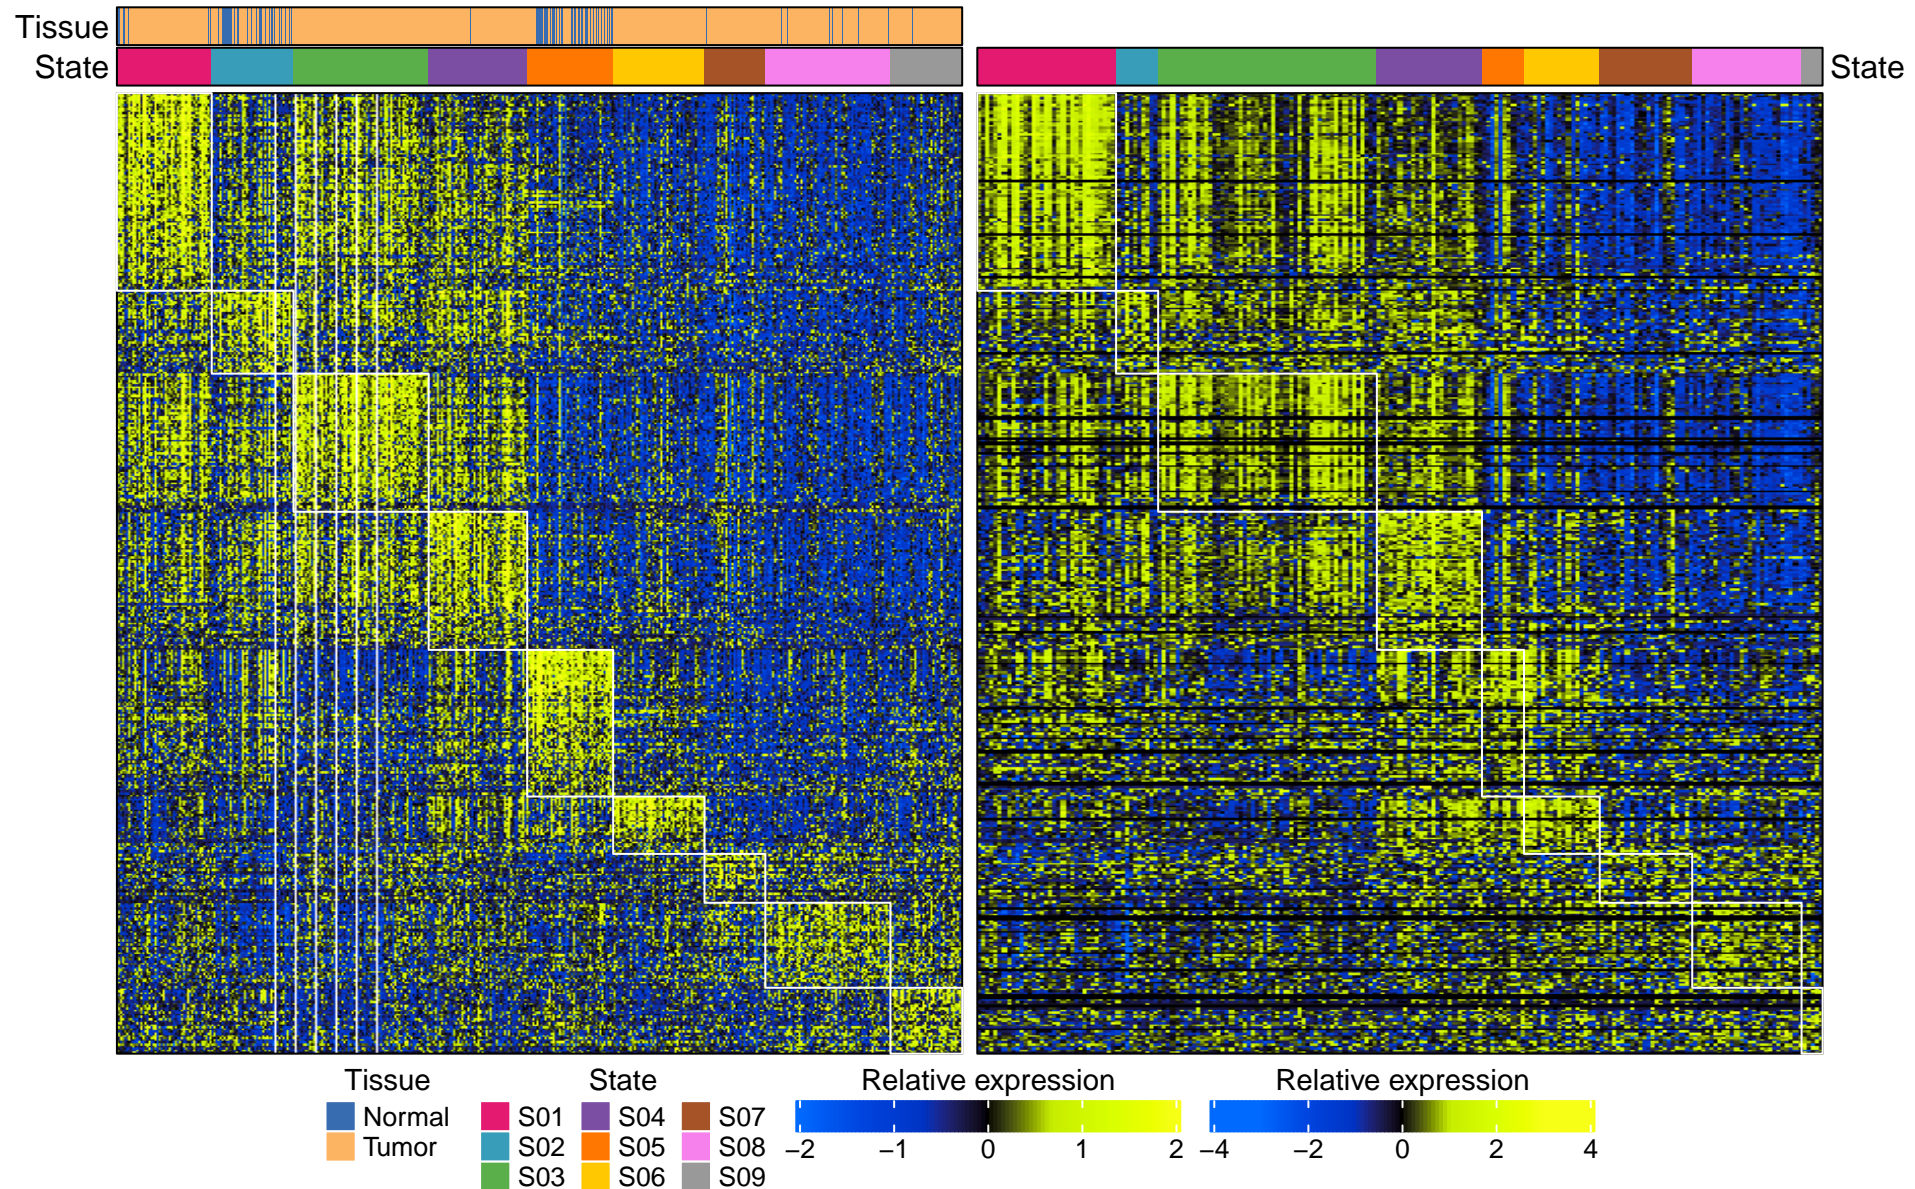 Tissue
State
State
Tissue State Relative expression Relative expression
Normal S01 S04 S07
Tumor S02 S05 S08
S03 S06 S09
−2 −1 0 1 2 −4 −2 0 2 4